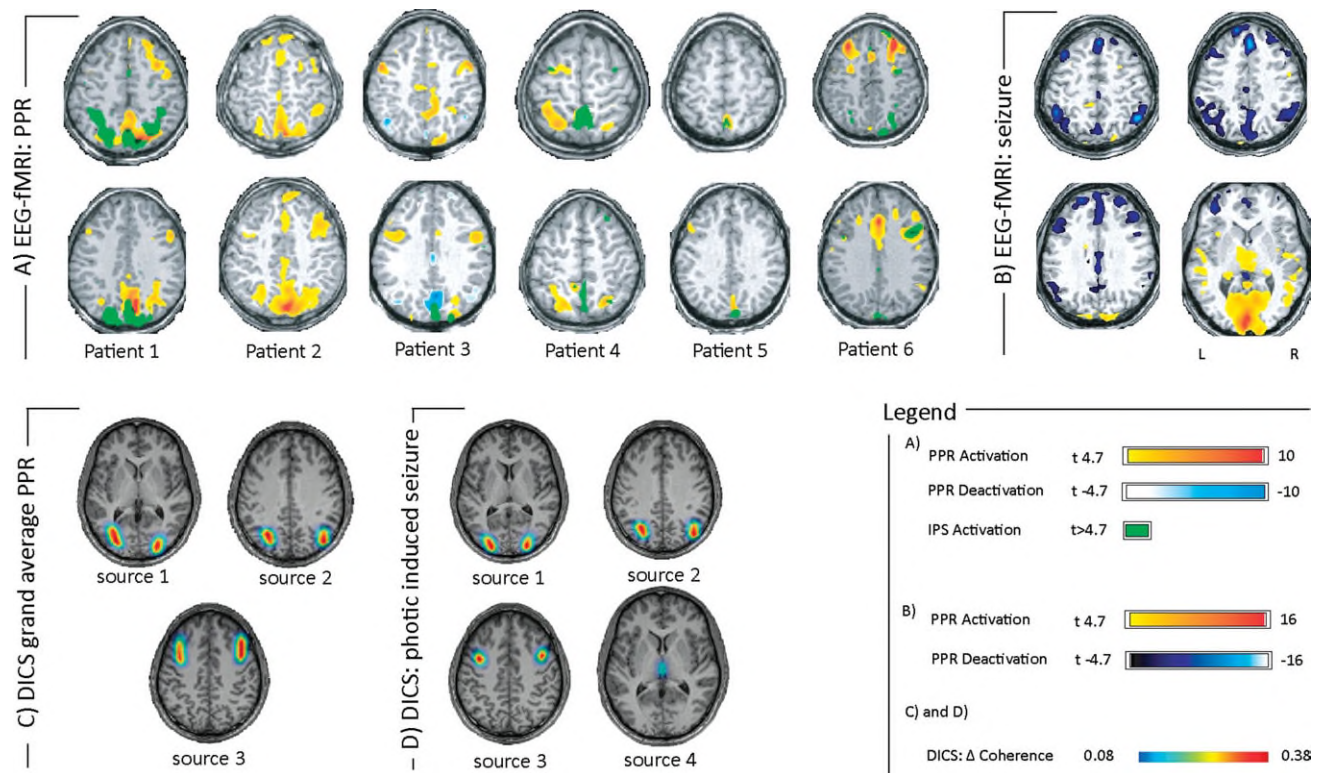 A) EEG-fMRI: PPR
Patient 1
Patient 2
Patient 3
Patient 4
Patient 5
Patient 6
B) EEG-fMRI: seizure
L
R
C) DICS grand average PPR
source 1
source 2
source 3
D) DICS: photic induced seizure
source 1
source 2
source 3
source 4
Legend
A)
PPR Activation t 4.7 10
PPR Deactivation t -4.7 -10
IPS Activation t>4.7
B)
PPR Activation t 4.7 16
PPR Deactivation t -4.7 -16
C) and D)
DICS: Δ Coherence 0.08 0.38